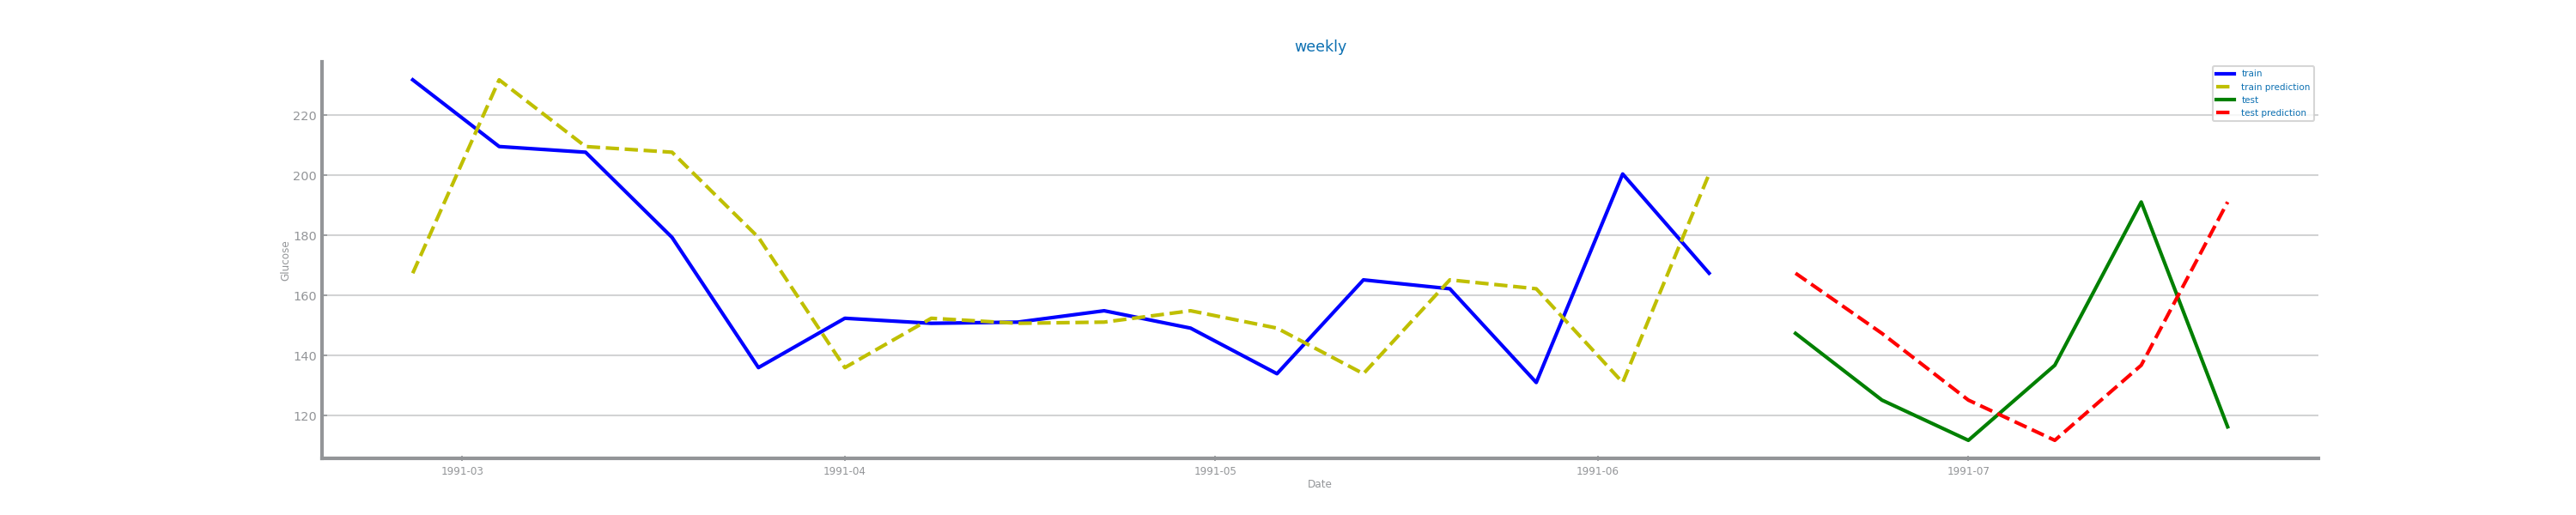 weekly
train
train prediction
test
test prediction
220
200
180
160
140
120
Glucose
1991-03
1991-04
1991-05
1991-06
1991-07
Date